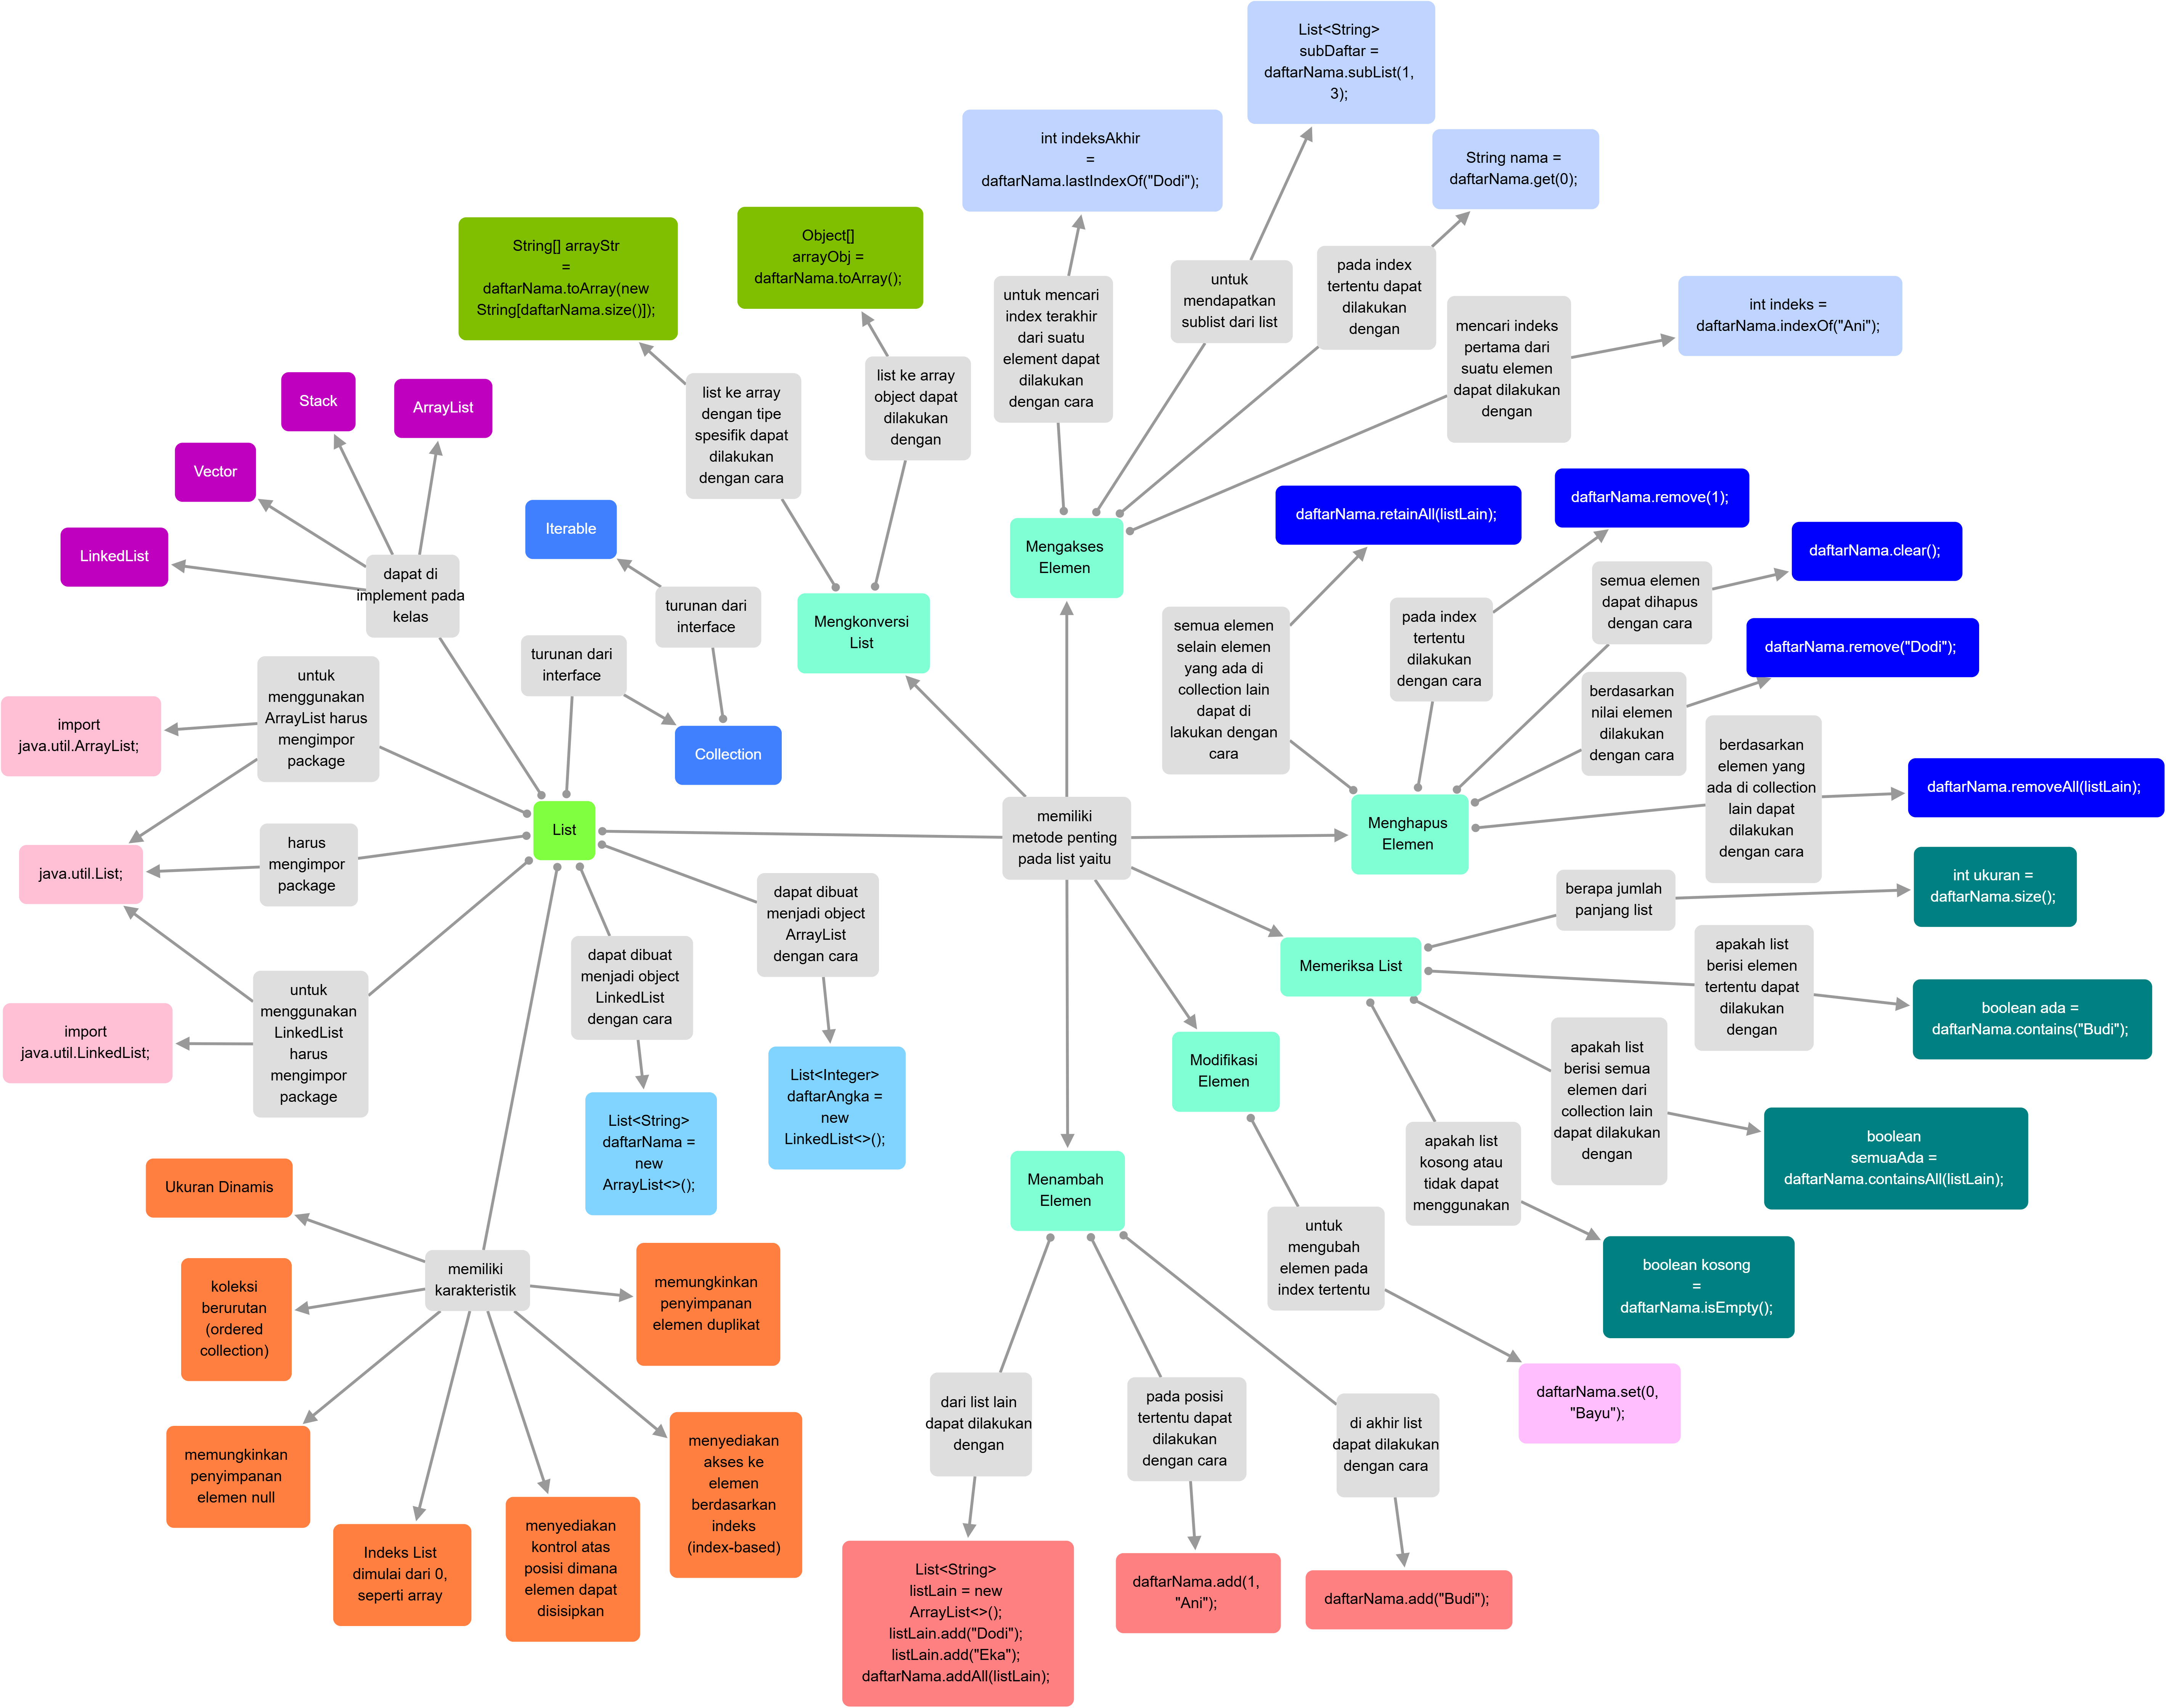 List<String>
subDaftar =
daftarNama.subList(1,
3);
int indeksAkhir
=
daftarNama.lastIndexOf("Dodi");
String nama =
daftarNama.get(0);
String[] arrayStr
=
daftarNama.toArray(new
String[daftarNama.size()]);
Object[]
arrayObj =
daftarNama.toArray();
untuk mencari
index terakhir
dari suatu
element dapat
dilakukan
dengan cara
untuk
mendapatkan
sublist dari list
pada index
tertentu dapat
dilakukan
dengan
mencari indeks
pertama dari
suatu elemen
dapat dilakukan
dengan
int indeks =
daftarNama.indexOf("Ani");
list ke array
dengan tipe
spesifik dapat
dilakukan
dengan cara
list ke array
object dapat
dilakukan
dengan
Stack
ArrayList
Vector
LinkedList
dapat di
implement pada
kelas
Iterable
turunan dari
interface
turunan dari
interface
Collection
Mengkonversi
List
Mengakses
Elemen
daftarNama.retainAll(listLain);
daftarNama.remove(1);
daftarNama.clear();
semua elemen
dapat dihapus
dengan cara
pada index
tertentu
dilakukan
dengan cara
semua elemen
selain elemen
yang ada di
collection lain
dapat di
lakukan dengan
cara
daftarNama.remove("Dodi");
berdasarkan
nilai elemen
dilakukan
dengan cara
berdasarkan
elemen yang
ada di collection
lain dapat
dilakukan
dengan cara
daftarNama.removeAll(listLain);
untuk
menggunakan
ArrayList harus
mengimpor
package
import
java.util.ArrayList;
harus
mengimpor
package
java.util.List;
List
memiliki
metode penting
pada list yaitu
Menghapus
Elemen
untuk
menggunakan
LinkedList
harus
mengimpor
package
import
java.util.LinkedList;
dapat dibuat
menjadi object
LinkedList
dengan cara
dapat dibuat
menjadi object
ArrayList
dengan cara
List<String>
daftarNama =
new
ArrayList<>();
List<Integer>
daftarAngka =
new
LinkedList<>();
Memeriksa List
berapa jumlah
panjang list
int ukuran =
daftarNama.size();
apakah list
berisi elemen
tertentu dapat
dilakukan
dengan
boolean ada =
daftarNama.contains("Budi");
apakah list
berisi semua
elemen dari
collection lain
dapat dilakukan
dengan
boolean
semuaAda =
daftarNama.containsAll(listLain);
apakah list
kosong atau
tidak dapat
menggunakan
boolean kosong
=
daftarNama.isEmpty();
Modifikasi
Elemen
untuk
mengubah
elemen pada
index tertentu
daftarNama.set(0,
"Bayu");
Menambah
Elemen
dari list lain
dapat dilakukan
dengan
pada posisi
tertentu dapat
dilakukan
dengan cara
di akhir list
dapat dilakukan
dengan cara
List<String>
listLain = new
ArrayList<>();
listLain.add("Dodi");
listLain.add("Eka");
daftarNama.addAll(listLain);
daftarNama.add(1,
"Ani");
daftarNama.add("Budi");
Ukuran Dinamis
memiliki
karakteristik
koleksi
berurutan
(ordered
collection)
memungkinkan
penyimpanan
elemen duplikat
memungkinkan
penyimpanan
elemen null
Indeks List
dimulai dari 0,
seperti array
menyediakan
kontrol atas
posisi dimana
elemen dapat
disisipkan
menyediakan
akses ke
elemen
berdasarkan
indeks
(index-based)